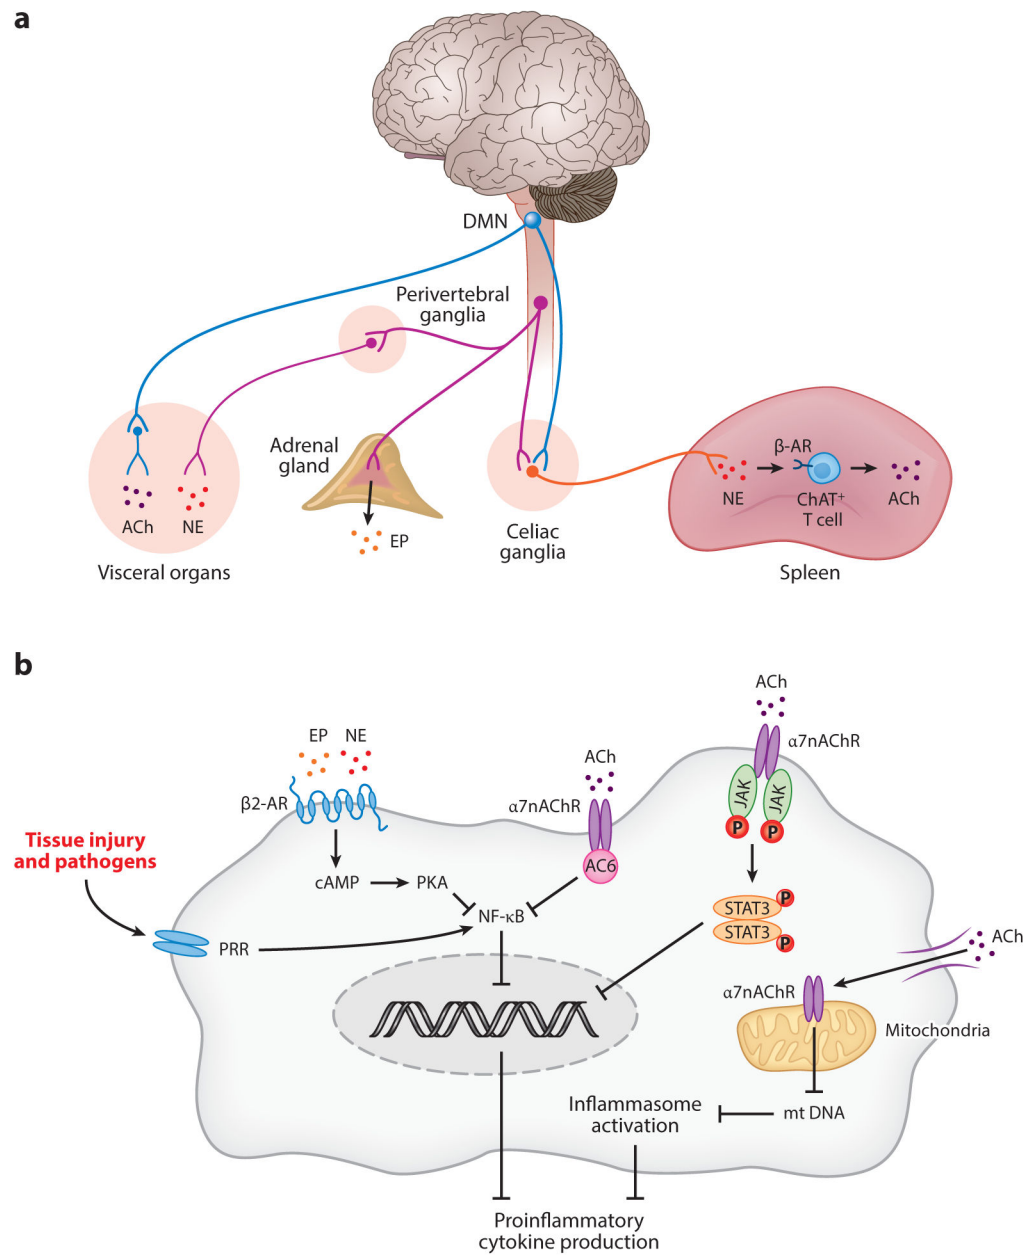 a
DMN
Perivertebral
ganglia
Adrenal
gland
β-AR
NE
ChAT⁺
T cell
ACh
ACh
NE
EP
Celiac
ganglia
Visceral organs
Spleen
b
ACh
α7nAChR
EP
NE
ACh
β2-AR
α7nAChR
JAK
JAK
P
P
Tissue injury
and pathogens
AC6
cAMP
PKA
NF-κB
STAT3
P
STAT3
P
PRR
ACh
α7nAChR
Mitochondria
Inflammasome
activation
mt DNA
Proinflammatory
cytokine production